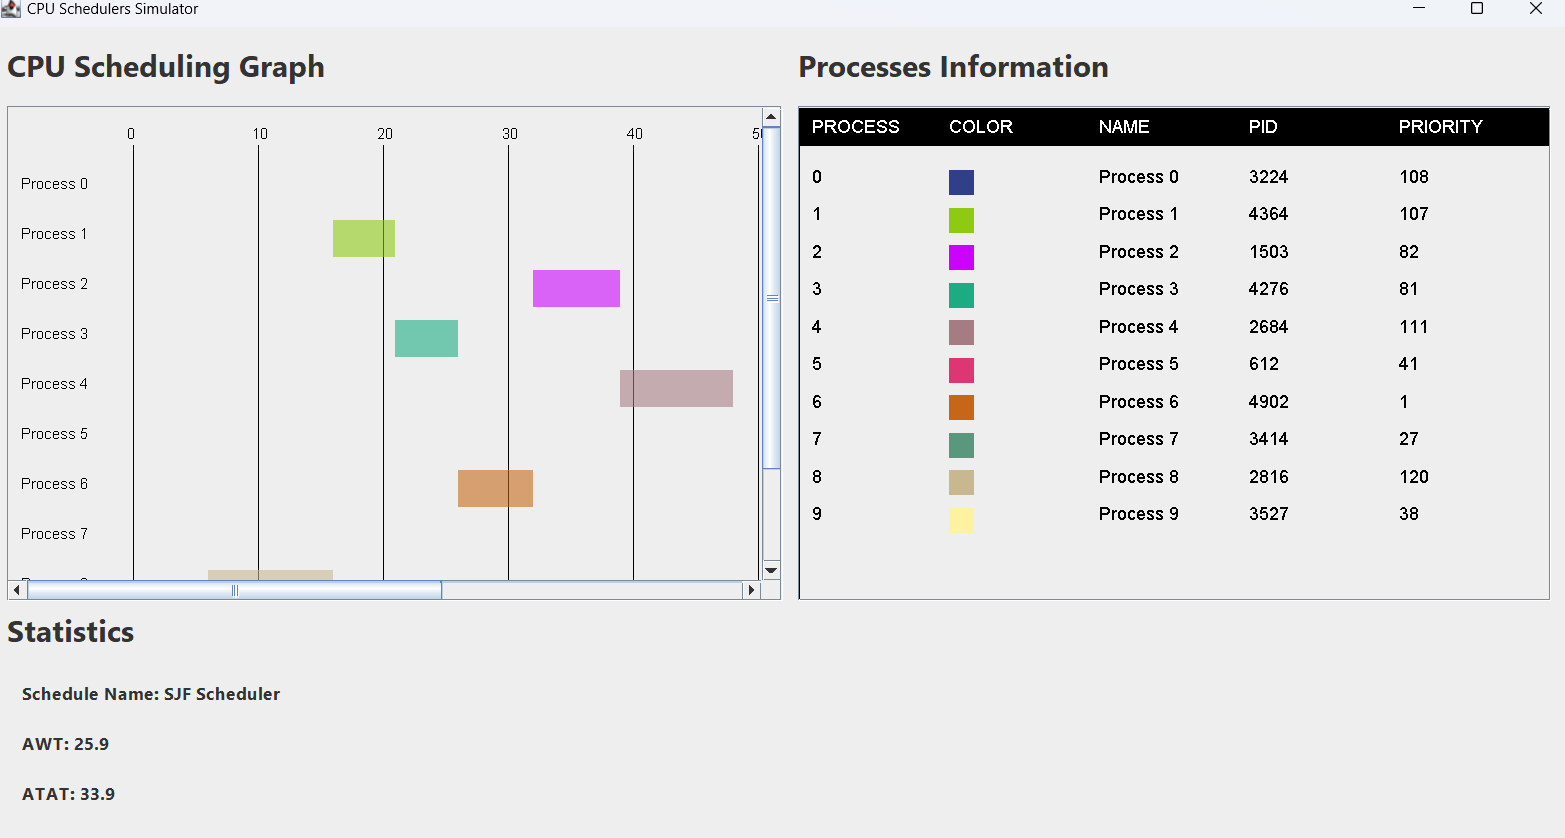 CPU Schedulers Simulator
CPU Scheduling Graph
0 10 20 30 40
Process 0
Process 1
Process 2
Process 3
Process 4
Process 5
Process 6
Process 7
Processes Information
PROCESS COLOR NAME PID PRIORITY
0 Process 0 3224 108
1 Process 1 4364 107
2 Process 2 1503 82
3 Process 3 4276 81
4 Process 4 2684 111
5 Process 5 612 41
6 Process 6 4902 1
7 Process 7 3414 27
8 Process 8 2816 120
9 Process 9 3527 38
Statistics
Schedule Name: SJF Scheduler
AWT: 25.9
ATAT: 33.9